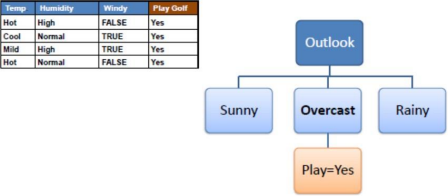 Temp Humidity Windy Play Golf
Hot High FALSE Yes
Cool Normal TRUE Yes
Mild High TRUE Yes
Hot Normal FALSE Yes
Outlook
Sunny Overcast Rainy
Play=Yes